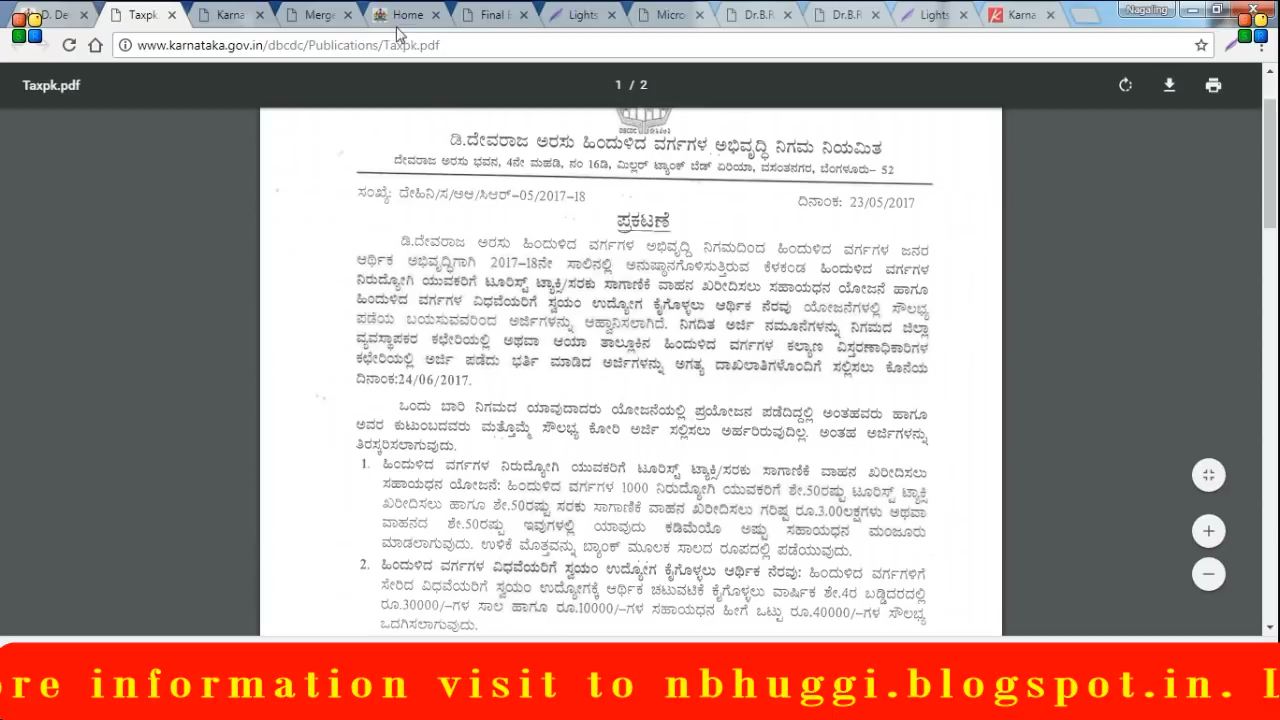 D. De
Taxpk
Karna
Merge
Home
Final
Lights
Micro
Dr.B.R
Dr.B.R
Lights
Karna
Nagaling
www.karnataka.gov.in/dbcdc/Publications/Taxpk.pdf
Taxpk.pdf
1 / 2
ಡಿ.ದೇವರಾಜ ಅರಸು ಹಿಂದುಳಿದ ವರ್ಗಗಳ ಅಭಿವೃದ್ಧಿ ನಿಗಮ ನಿಯಮಿತ
ದೇವರಾಜ ಅರಸು ಭವನ, 4ನೇ ಮಹಡಿ, ನಂ 16ಡಿ, ಮಿಲ್ಲರ್ ಟ್ಯಾಂಕ್ ಬೆಡ್ ಏರಿಯಾ, ವಸಂತನಗರ, ಬೆಂಗಳೂರು- 52
ಸಂಖ್ಯೆ: ದೇಹಿನಿ/ಸ/ಅಆ/ಸಿಆರ್-05/2017-18
ದಿನಾಂಕ: 23/05/2017
ಪ್ರಕಟಣೆ
ಡಿ.ದೇವರಾಜ ಅರಸು ಹಿಂದುಳಿದ ವರ್ಗಗಳ ಅಭಿವೃದ್ದಿ ನಿಗಮದಿಂದ ಹಿಂದುಳಿದ ವರ್ಗಗಳ ಜನರ
ಆರ್ಥಿಕ ಅಭಿವೃದ್ಧಿಗಾಗಿ 2017-18ನೇ ಸಾಲಿನಲ್ಲಿ ಅನುಷ್ಠಾನಗೊಳಿಸುತ್ತಿರುವ ಕೆಳಕಂಡ ಹಿಂದುಳಿದ ವರ್ಗಗಳ
ನಿರುದ್ಯೋಗಿ ಯುವಕರಿಗೆ ಟೂರಿಸ್ಟ್ ಟ್ಯಾಕ್ಸಿ/ಸರಕು ಸಾಗಾಣಿಕೆ ವಾಹನ ಖರೀದಿಸಲು ಸಹಾಯಧನ ಯೋಜನೆ ಹಾಗೂ
ಹಿಂದುಳಿದ ವರ್ಗಗಳ ವಿಧವೆಯರಿಗೆ ಸ್ವಯಂ ಉದ್ಯೋಗ ಕೈಗೊಳ್ಳಲು ಆರ್ಥಿಕ ನೆರವು ಯೋಜನೆಗಳಲ್ಲಿ ಸೌಲಭ್ಯ
ಪಡೆಯ ಬಯಸುವವರಿಂದ ಅರ್ಜಿಗಳನ್ನು ಆಹ್ವಾನಿಸಲಾಗಿದೆ. ನಿಗದಿತ ಅರ್ಜಿ ನಮೂನೆಗಳನ್ನು ನಿಗಮದ ಜಿಲ್ಲಾ
ವ್ಯವಸ್ಥಾಪಕರ ಕಛೇರಿಯಲ್ಲಿ ಅಥವಾ ಆಯಾ ತಾಲ್ಲೂಕಿನ ಹಿಂದುಳಿದ ವರ್ಗಗಳ ಕಲ್ಯಾಣ ವಿಸ್ತರಣಾಧಿಕಾರಿಗಳ
ಕಛೇರಿಯಲ್ಲಿ ಅರ್ಜಿ ಪಡೆದು ಭರ್ತಿ ಮಾಡಿದ ಅರ್ಜಿಗಳನ್ನು ಅಗತ್ಯ ದಾಖಲಾತಿಗಳೊಂದಿಗೆ ಸಲ್ಲಿಸಲು ಕೊನೆಯ
ದಿನಾಂಕ:24/06/2017.
ಒಂದು ಬಾರಿ ನಿಗಮದ ಯಾವುದಾದರು ಯೋಜನೆಯಲ್ಲಿ ಪ್ರಯೋಜನ ಪಡೆದಿದ್ದಲ್ಲಿ ಅಂತಹವರು ಹಾಗೂ
ಅವರ ಕುಟುಂಬದವರು ಮತ್ತೊಮ್ಮೆ ಸೌಲಭ್ಯ ಕೋರಿ ಅರ್ಜಿ ಸಲ್ಲಿಸಲು ಅರ್ಹರಿರುವುದಿಲ್ಲ. ಅಂತಹ ಅರ್ಜಿಗಳನ್ನು
ತಿರಸ್ಕರಿಸಲಾಗುವುದು.
1. ಹಿಂದುಳಿದ ವರ್ಗಗಳ ನಿರುದ್ಯೋಗಿ ಯುವಕರಿಗೆ ಟೂರಿಸ್ಟ್ ಟ್ಯಾಕ್ಸಿ/ಸರಕು ಸಾಗಾಣಿಕೆ ವಾಹನ ಖರೀದಿಸಲು
ಸಹಾಯಧನ ಯೋಜನೆ: ಹಿಂದುಳಿದ ವರ್ಗಗಳ 1000 ನಿರುದ್ಯೋಗಿ ಯುವಕರಿಗೆ ಶೇ.50ರಷ್ಟು ಟೂರಿಸ್ಟ್ ಟ್ಯಾಕ್ಸಿ
ಖರೀದಿಸಲು ಹಾಗೂ ಶೇ.50ರಷ್ಟು ಸರಕು ಸಾಗಾಣಿಕೆ ವಾಹನ ಖರೀದಿಸಲು ಗರಿಷ್ಠ ರೂ.3.00ಲಕ್ಷಗಳು ಅಥವಾ
ವಾಹನದ ಶೇ.50ರಷ್ಟು ಇವುಗಳಲ್ಲಿ ಯಾವುದು ಕಡಿಮೆಯೊ ಅಷ್ಟು ಸಹಾಯಧನ ಮಂಜೂರು
ಮಾಡಲಾಗುವುದು. ಉಳಿಕೆ ಮೊತ್ತವನ್ನು ಬ್ಯಾಂಕ್ ಮೂಲಕ ಸಾಲದ ರೂಪದಲ್ಲಿ ಪಡೆಯುವುದು.
2. ಹಿಂದುಳಿದ ವರ್ಗಗಳ ವಿಧವೆಯರಿಗೆ ಸ್ವಯಂ ಉದ್ಯೋಗ ಕೈಗೊಳ್ಳಲು ಆರ್ಥಿಕ ನೆರವು: ಹಿಂದುಳಿದ ವರ್ಗಗಳಿಗೆ
ಸೇರಿದ ವಿಧವೆಯರಿಗೆ ಸ್ವಯಂ ಉದ್ಯೋಗಕ್ಕೆ ಆರ್ಥಿಕ ಚಟುವಟಿಕೆ ಕೈಗೊಳ್ಳಲು ವಾರ್ಷಿಕ ಶೇ.4ರ ಬಡ್ಡಿದರದಲ್ಲಿ
ರೂ.30000/-ಗಳ ಸಾಲ ಹಾಗೂ ರೂ.10000/-ಗಳ ಸಹಾಯಧನ ಹೀಗೆ ಒಟ್ಟು ರೂ.40000/-ಗಳ ಸೌಲಭ್ಯ
ಒದಗಿಸಲಾಗುವುದು.
ore information visit to nbhuggi.blogspot.in.